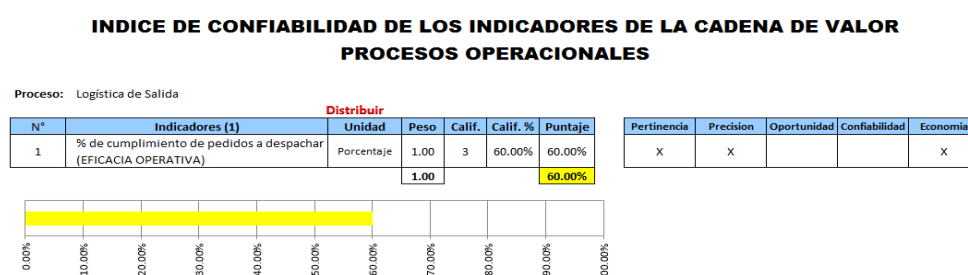 INDICE DE CONFIABILIDAD DE LOS INDICADORES DE LA CADENA DE VALOR
PROCESOS OPERACIONALES
Proceso: Logística de Salida
Distribuir
N° Indicadores (1) Unidad Peso Calif. Calif. % Puntaje Pertinencia Precision Oportunidad Confiabilidad Economia
1 % de cumplimiento de pedidos a despachar (EFICACIA OPERATIVA) Porcentaje 1.00 3 60.00% 60.00% X X X
1.00 60.00%
0.00% 10.00% 20.00% 30.00% 40.00% 50.00% 60.00% 70.00% 80.00% 90.00% 00.00%